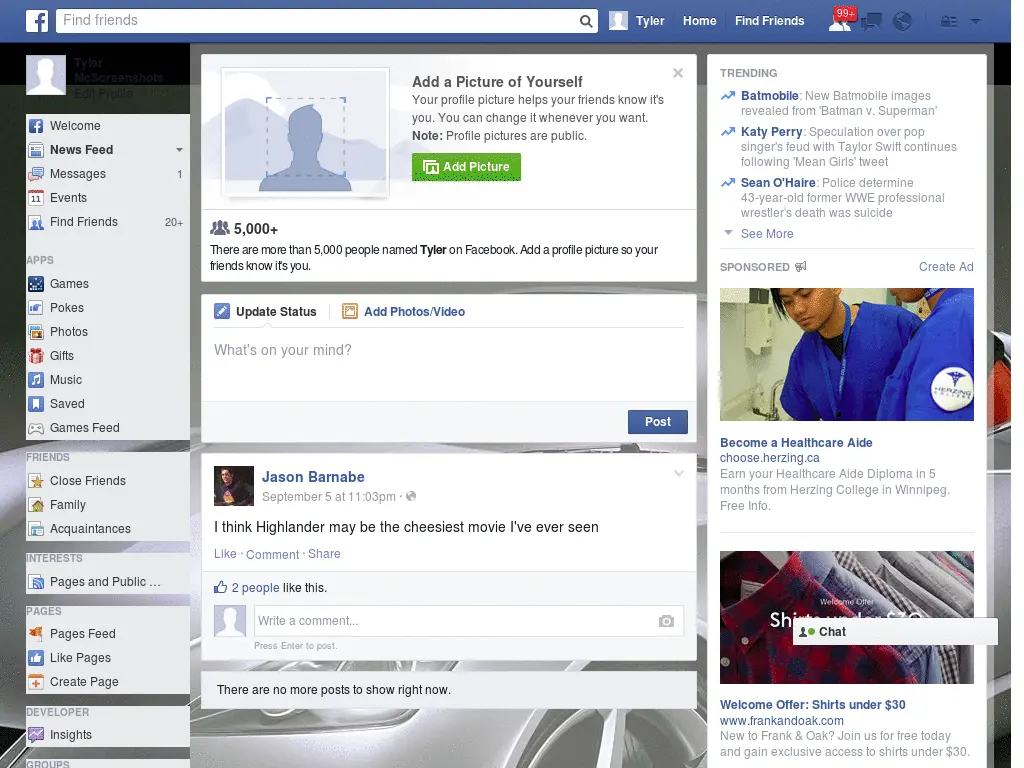 Find friends
Tyler
Home
Find Friends
99+
Tyler
McScreenshots
Edit Profile
Welcome
News Feed
Messages 1
Events
Find Friends 20+
APPS
Games
Pokes
Photos
Gifts
Music
Saved
Games Feed
FRIENDS
Close Friends
Family
Acquaintances
INTERESTS
Pages and Public ...
PAGES
Pages Feed
Like Pages
Create Page
DEVELOPER
Insights
GROUPS
Add a Picture of Yourself
Your profile picture helps your friends know it's
you. You can change it whenever you want.
Note: Profile pictures are public.
Add Picture
5,000+
There are more than 5,000 people named Tyler on Facebook. Add a profile picture so your
friends know it's you.
Update Status
Add Photos/Video
What's on your mind?
Post
Jason Barnabe
September 5 at 11:03pm ·
I think Highlander may be the cheesiest movie I've ever seen
Like · Comment · Share
2 people like this.
Write a comment...
Press Enter to post.
There are no more posts to show right now.
TRENDING
Batmobile: New Batmobile images
revealed from 'Batman v. Superman'
Katy Perry: Speculation over pop
singer's feud with Taylor Swift continues
following 'Mean Girls' tweet
Sean O'Haire: Police determine
43-year-old former WWE professional
wrestler's death was suicide
See More
SPONSORED
Create Ad
HERZING
COLLEGE
Become a Healthcare Aide
choose.herzing.ca
Earn your Healthcare Aide Diploma in 5
months from Herzing College in Winnipeg.
Free Info.
Welcome Offer
Shirts under $30
Chat
Welcome Offer: Shirts under $30
www.frankandoak.com
New to Frank & Oak? Join us for free today
and gain exclusive access to shirts under $30.